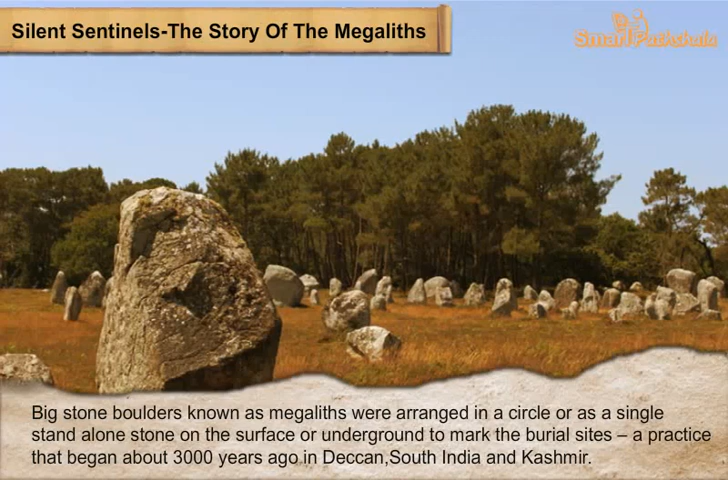 Silent Sentinels-The Story Of The Megaliths
Smart Pathshala
Big stone boulders known as megaliths were arranged in a circle or as a single
stand alone stone on the surface or underground to mark the burial sites – a practice
that began about 3000 years ago in Deccan,South India and Kashmir.